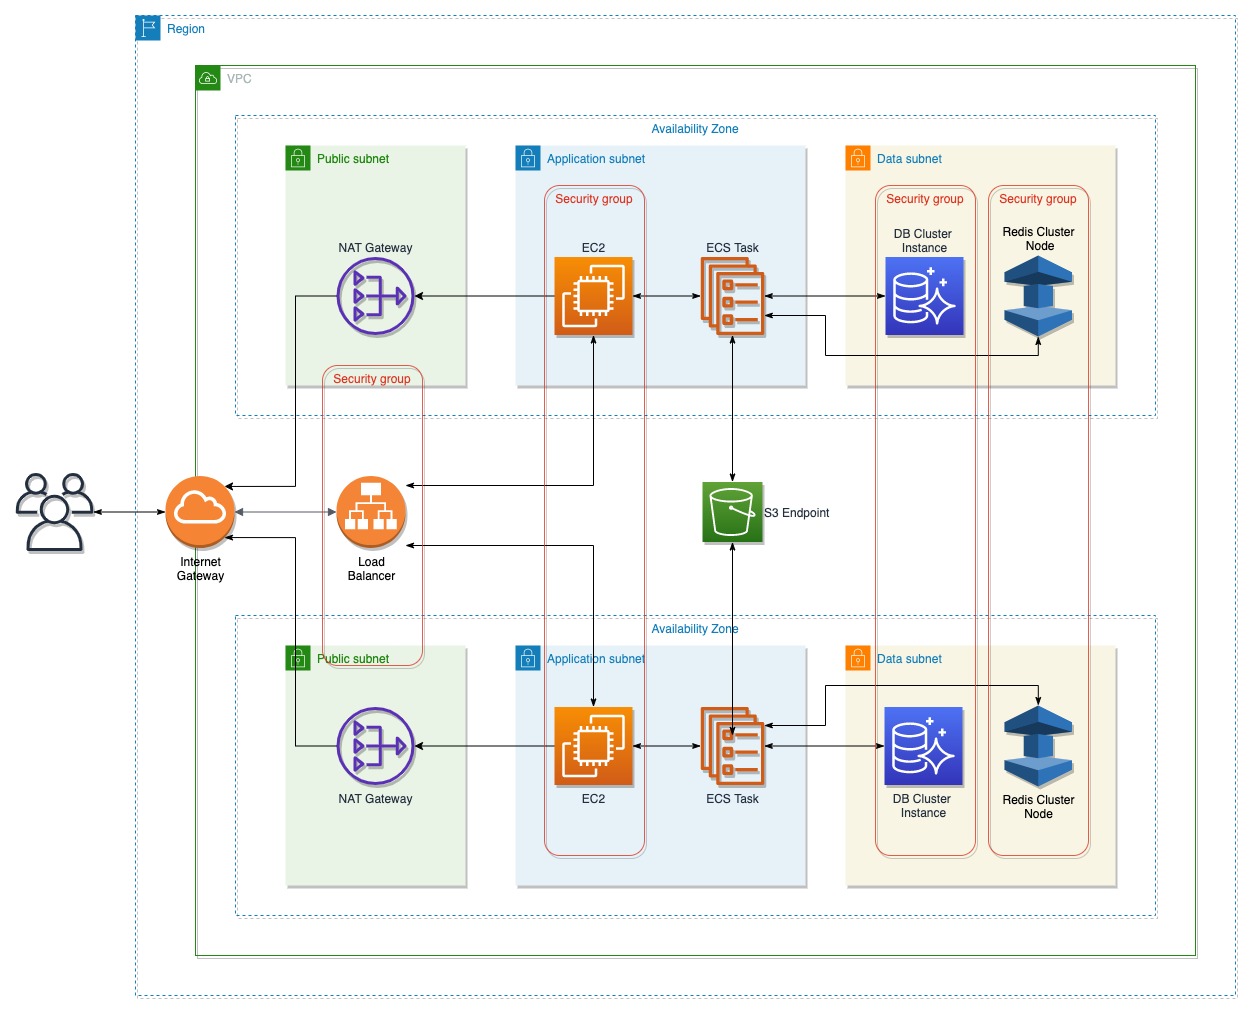 Region
VPC
Availability Zone
Public subnet
Application subnet
Data subnet
Security group
Security group
Security group
NAT Gateway
EC2
ECS Task
DB Cluster
Instance
Redis Cluster
Node
Security group
Internet
Gateway
Load
Balancer
S3 Endpoint
Availability Zone
Public subnet
Application subnet
Data subnet
NAT Gateway
EC2
ECS Task
DB Cluster
Instance
Redis Cluster
Node